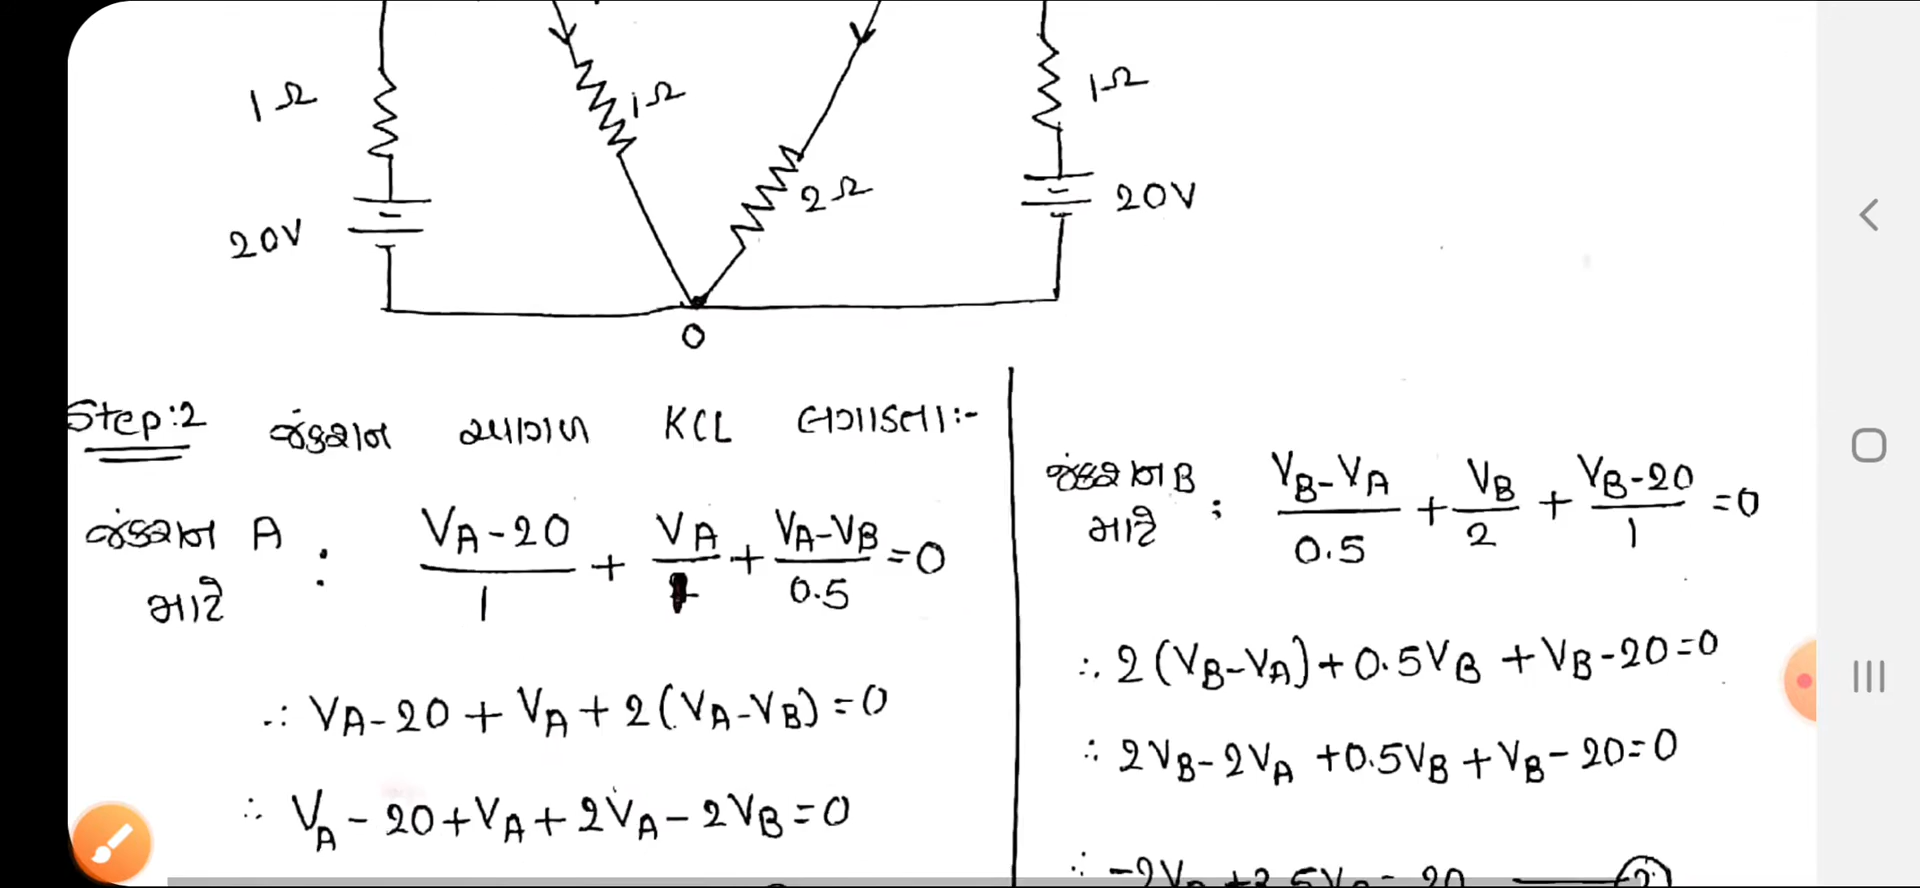 1Ω 1Ω 1Ω
2Ω
20V 20V
0
Step:2 જંક્શન આગળ KCL લગાડતા:-
જંક્શન A માટે : VA-20/1 + VA/1 + VA-VB/0.5 =0
∴ VA-20 + VA + 2(VA-VB) =0
∴ VA - 20+VA+ 2VA- 2VB=0
જંક્શન B માટે : VB-VA/0.5 + VB/2 + VB-20/1 =0
∴ 2(VB-VA)+0.5VB +VB-20=0
∴ 2VB-2VA +0.5VB+VB-20=0